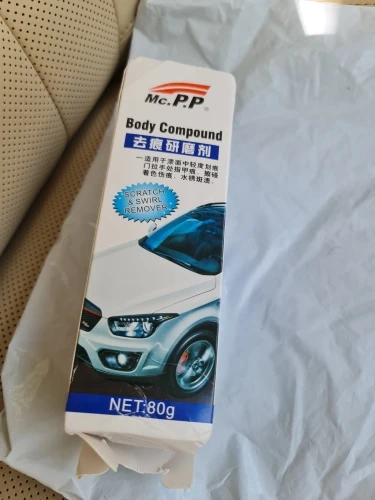 Mc.P.P®
Body Compound
去痕研磨剂
一适用于漆面中轻度划痕
门拉手处指甲痕、擦碰
着色伤痕、水锈斑渍。
SCRATCH
& SWIRL
REMOVER
NET:80g